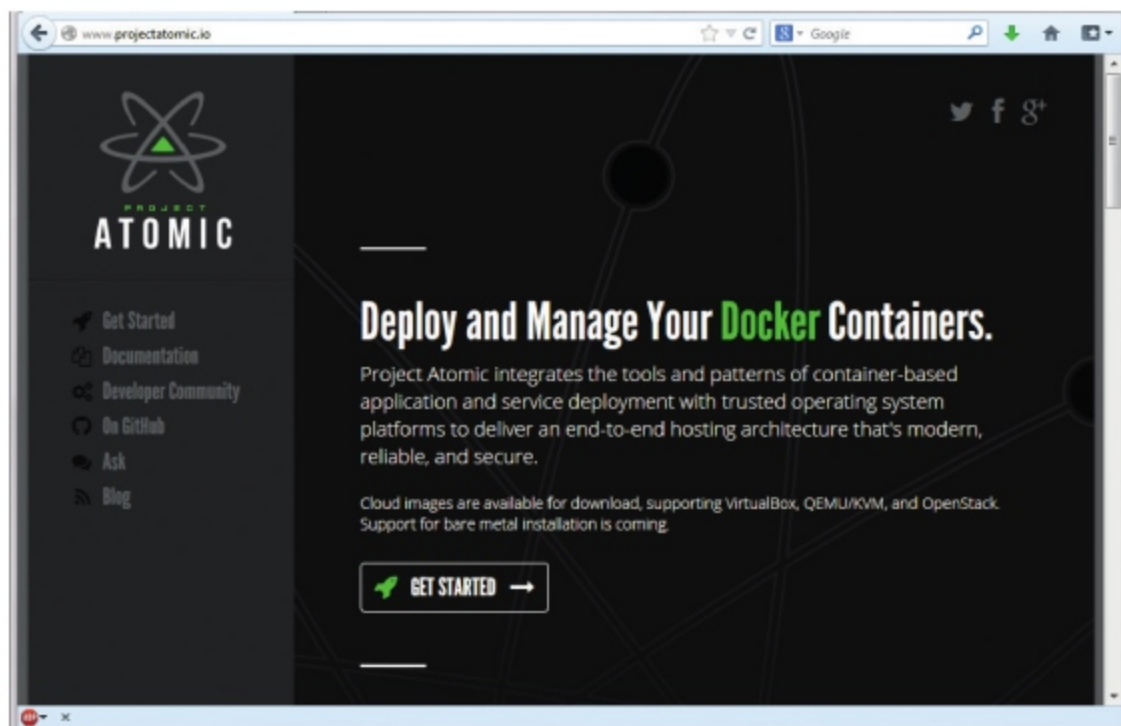 www.projectatomic.io
Google
PROJECT
ATOMIC
Get Started
Documentation
Developer Community
On GitHub
Ask
Blog
Deploy and Manage Your Docker Containers.
Project Atomic integrates the tools and patterns of container-based
application and service deployment with trusted operating system
platforms to deliver an end-to-end hosting architecture that's modern,
reliable, and secure.
Cloud images are available for download, supporting VirtualBox, QEMU/KVM, and OpenStack.
Support for bare metal installation is coming.
GET STARTED